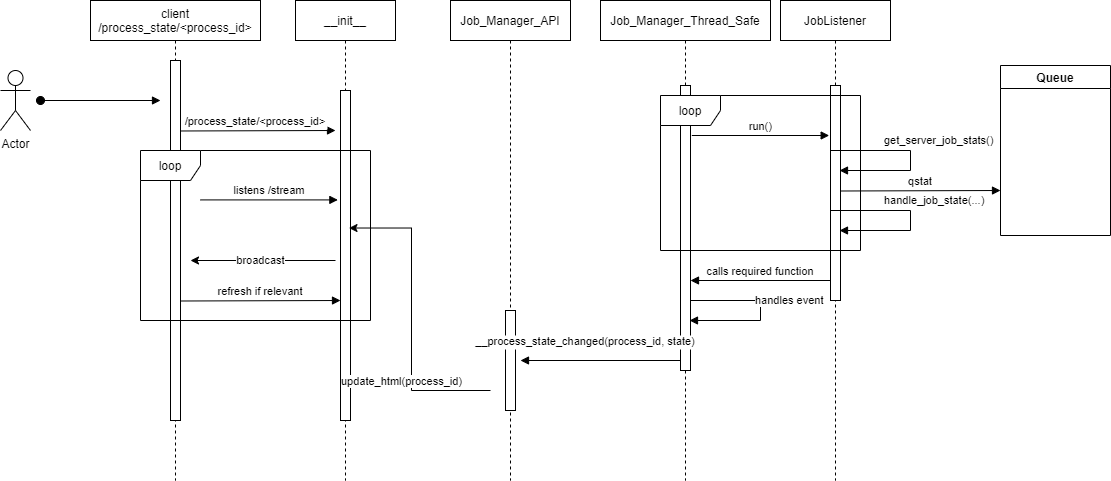 client
/process_state/<process_id>
__init__
Job_Manager_API
Job_Manager_Thread_Safe
JobListener
Queue
Actor
loop
/process_state/<process_id>
run()
get_server_job_stats()
loop
qstat
listens /stream
handle_job_state(...)
broadcast
calls required function
refresh if relevant
handles event
__process_state_changed(process_id, state)
update_html(process_id)